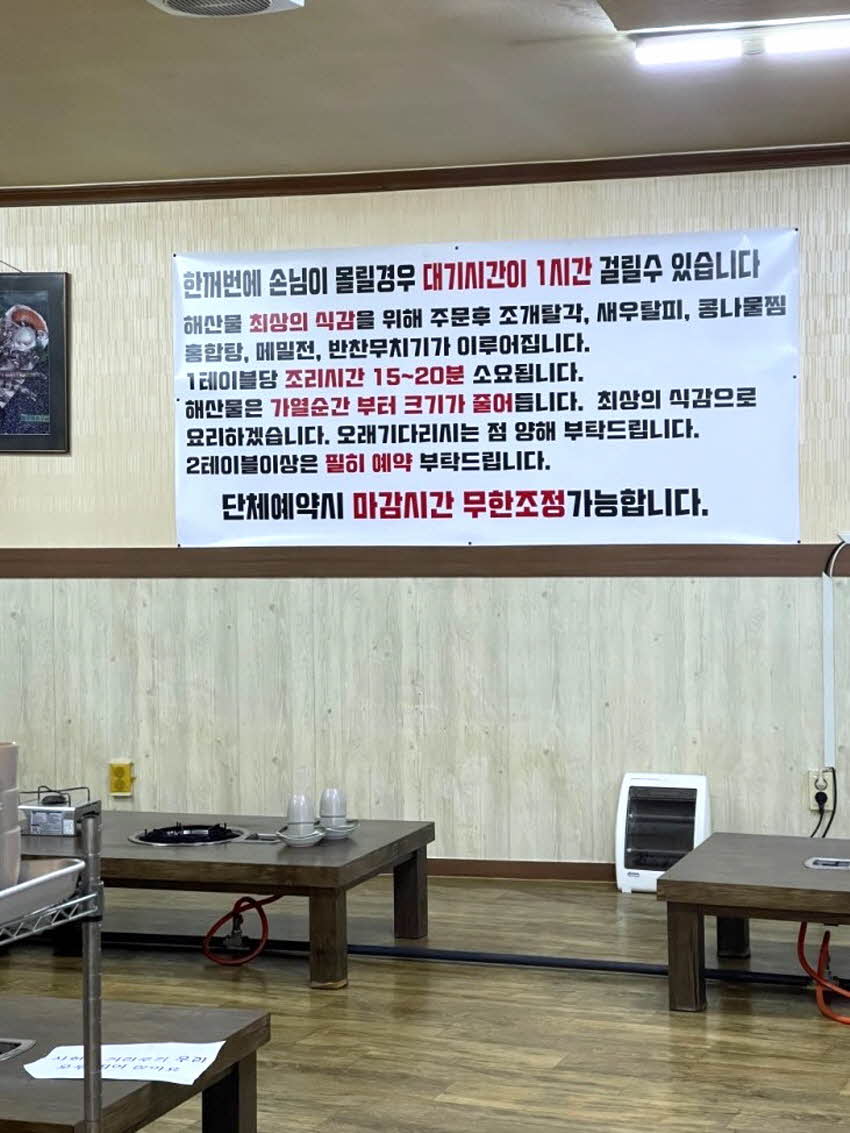 한꺼번에 손님이 몰릴경우 대기시간이 1시간 걸릴수 있습니다
해산물 최상의 식감을 위해 주문후 조개탈각, 새우탈피, 콩나물찜
홍합탕, 메밀전, 반찬무치기가 이루어집니다.
1테이블당 조리시간 15~20분 소요됩니다.
해산물은 가열순간 부터 크기가 줄어듭니다. 최상의 식감으로
요리하겠습니다. 오래기다리시는 점 양해 부탁드립니다.
2테이블이상은 필히 예약 부탁드립니다.
단체예약시 마감시간 무한조정가능합니다.